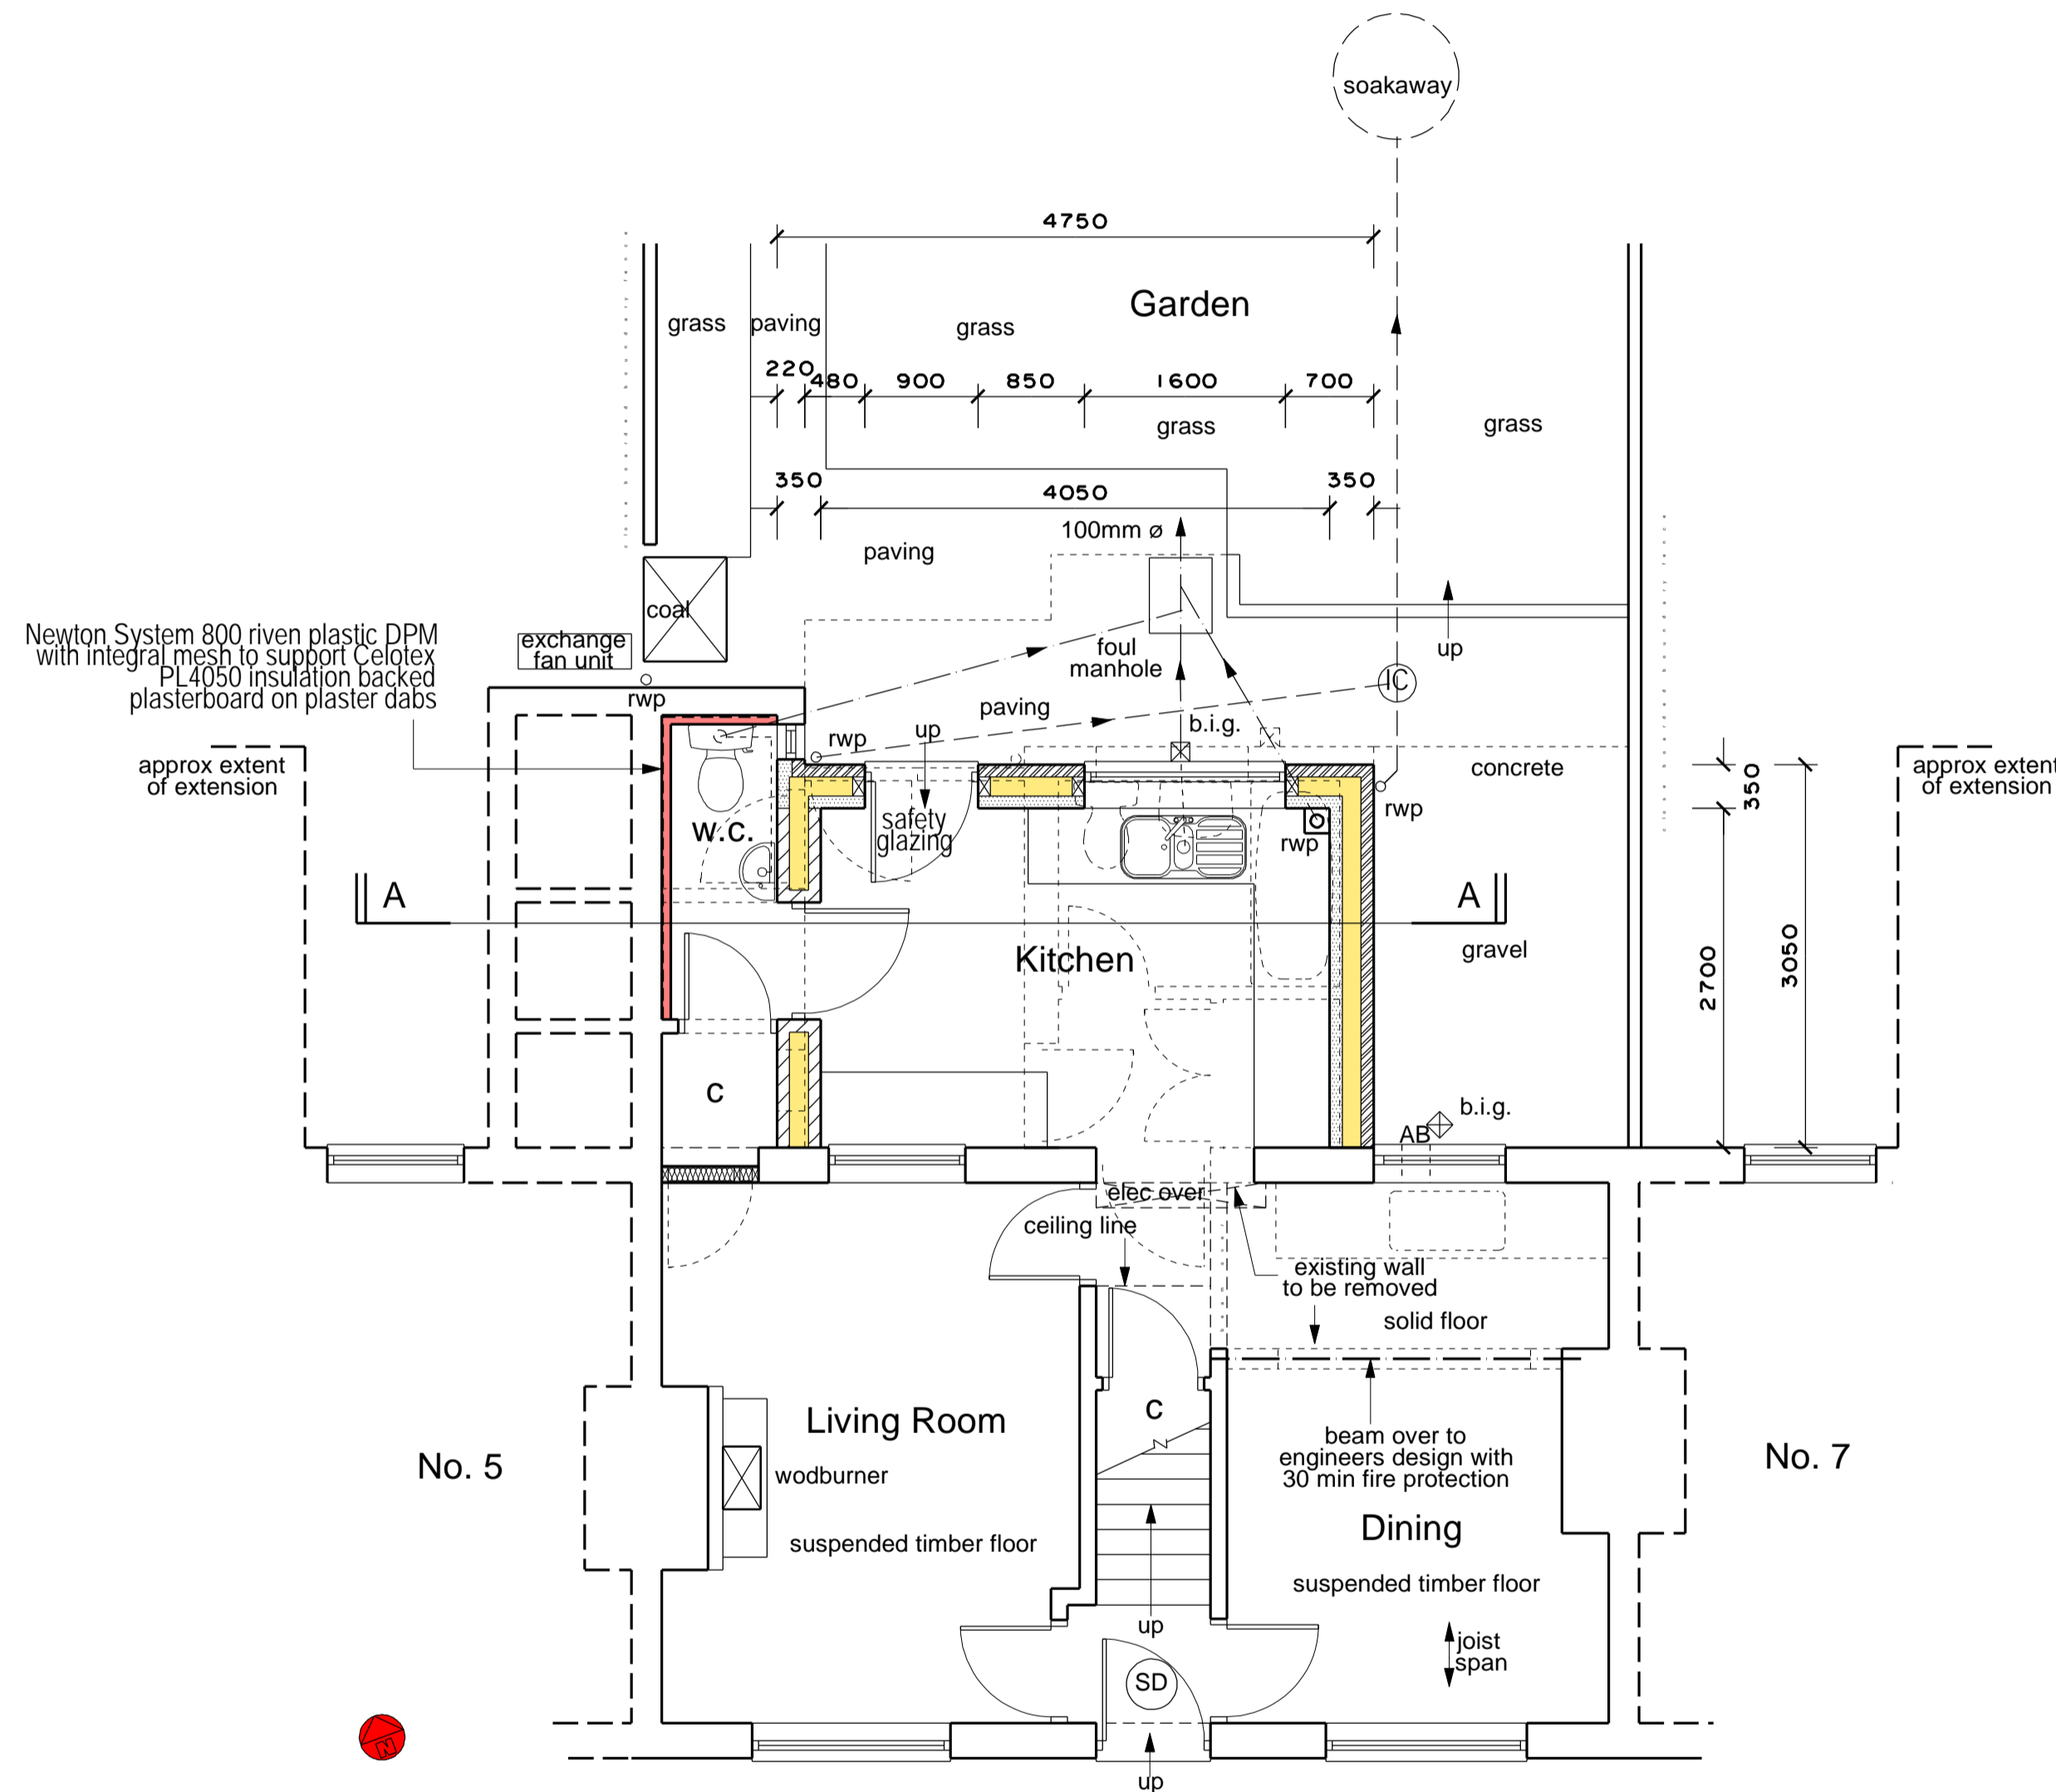 soakaway
4750
Garden
grass
paving
grass
220
480
900
850
1600
700
grass
grass
350
4050
350
100mm ø
paving
coal
Newton System 800 riven plastic DPM
with integral mesh to support Celotex
PL4050 insulation backed
plasterboard on plaster dabs
exchange
fan unit
foul
manhole
up
rwp
IC
paving
b.i.g.
up
rwp
approx extent
of extension
concrete
approx extent
of extension
350
rwp
safety
glazing
w.c.
rwp
A
A
gravel
Kitchen
2700
3050
c
b.i.g.
AB
elec over
ceiling line
existing wall
to be removed
solid floor
c
Living Room
beam over to
engineers design with
30 min fire protection
No. 5
No. 7
wodburner
Dining
suspended timber floor
suspended timber floor
up
joist
span
SD
N
up